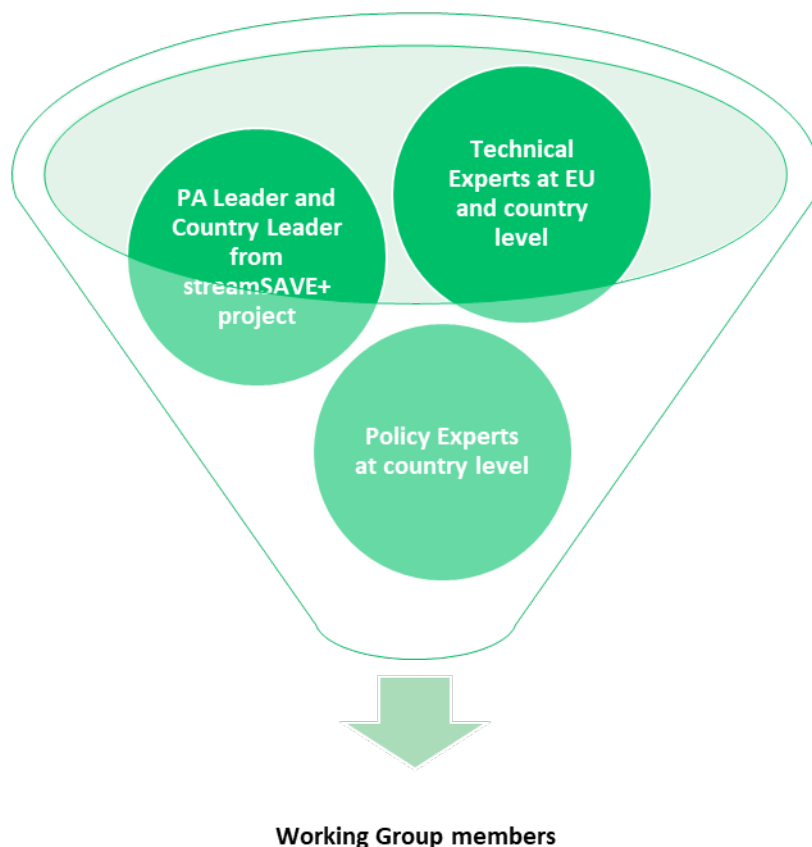 PA Leader and
Country Leader
from
streamSAVE+
project
Technical
Experts at EU
and country
level
Policy Experts
at country level
Working Group members